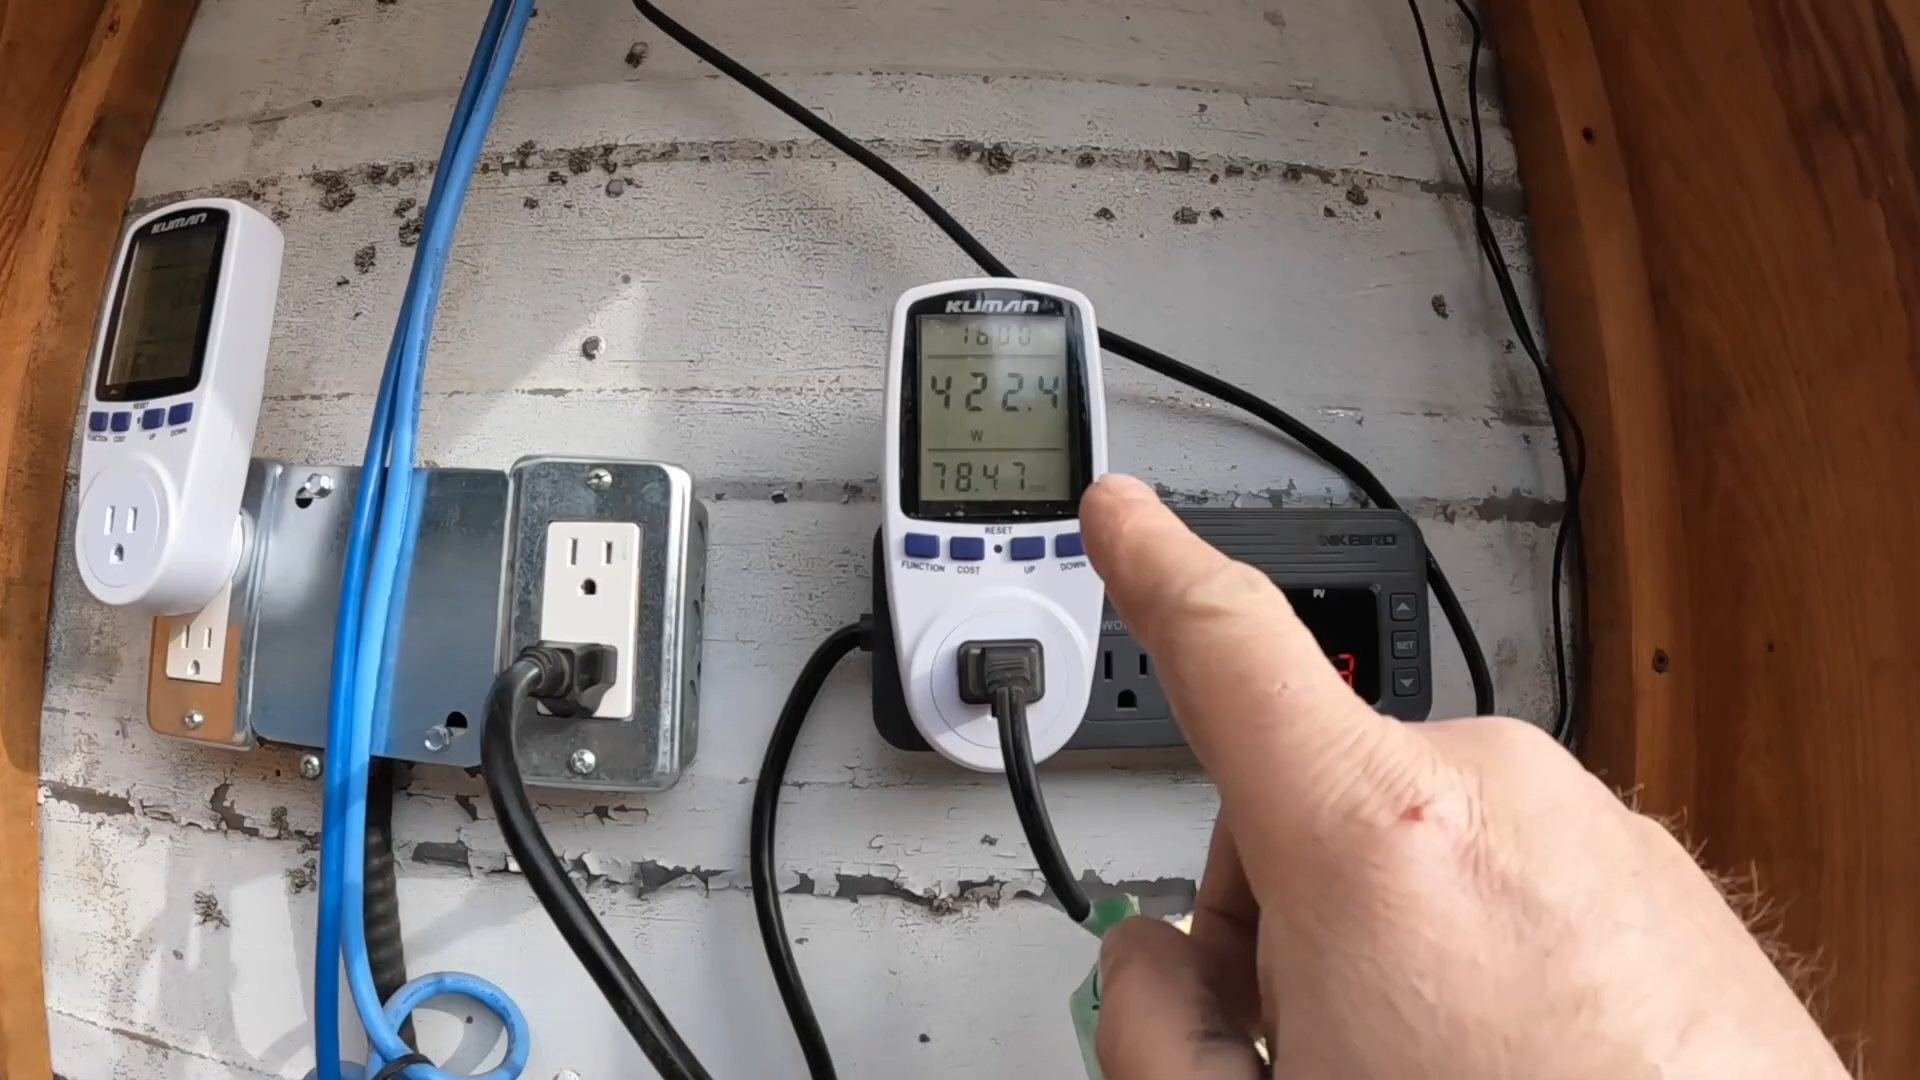 KUMAN
RESET
FUNCTION COST UP DOWN
KUMAN
16:00
422.4
W
78.47
RESET
FUNCTION COST UP DOWN
INKBIRD
PV
SET